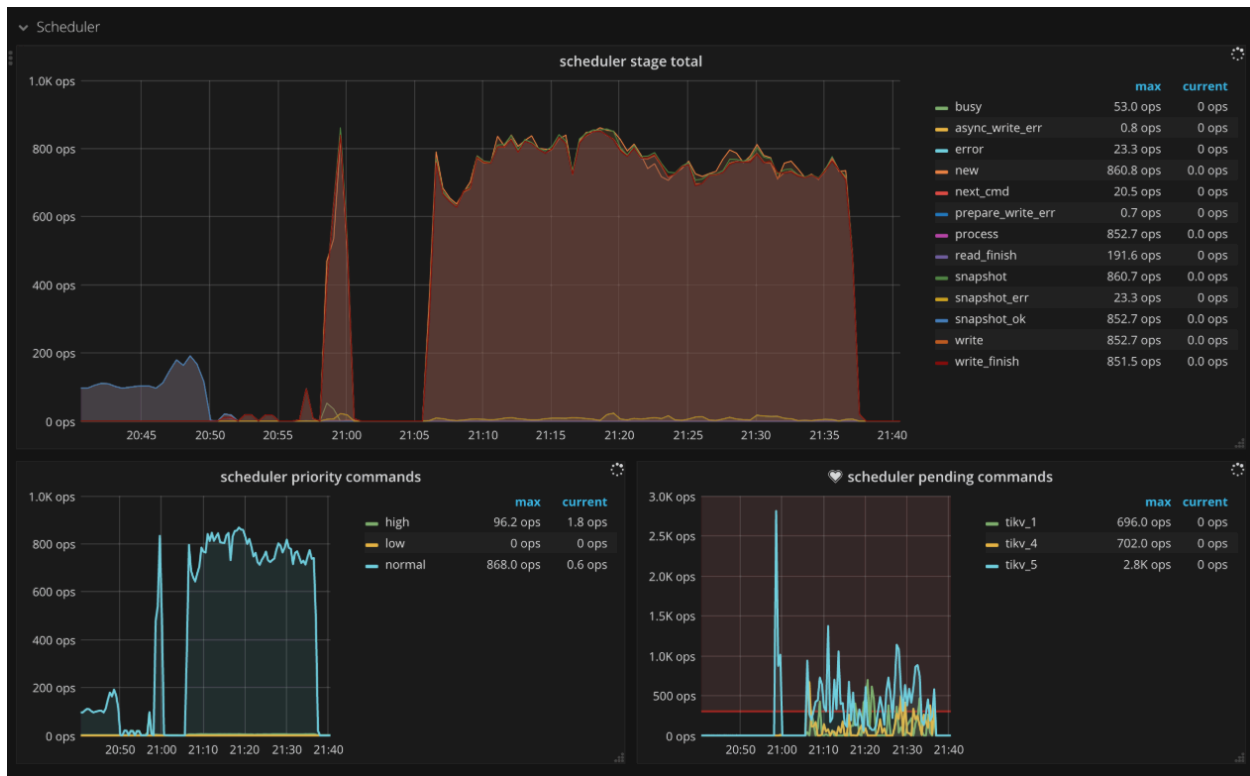 Scheduler
scheduler stage total
max current
1.0K ops
800 ops
600 ops
400 ops
200 ops
0 ops
20:45 20:50 20:55 21:00 21:05 21:10 21:15 21:20 21:25 21:30 21:35 21:40
busy 53.0 ops 0 ops
async_write_err 0.8 ops 0 ops
error 23.3 ops 0 ops
new 860.8 ops 0.0 ops
next_cmd 20.5 ops 0 ops
prepare_write_err 0.7 ops 0 ops
process 852.7 ops 0.0 ops
read_finish 191.6 ops 0 ops
snapshot 860.7 ops 0.0 ops
snapshot_err 23.3 ops 0 ops
snapshot_ok 852.7 ops 0.0 ops
write 852.7 ops 0.0 ops
write_finish 851.5 ops 0.0 ops
scheduler priority commands
1.0K ops
800 ops
600 ops
400 ops
200 ops
0 ops
20:50 21:00 21:10 21:20 21:30 21:40
max current
high 96.2 ops 1.8 ops
low 0 ops 0 ops
normal 868.0 ops 0.6 ops
scheduler pending commands
3.0K ops
2.5K ops
2.0K ops
1.5K ops
1.0K ops
500 ops
0 ops
20:50 21:00 21:10 21:20 21:30 21:40
max current
tikv_1 696.0 ops 0 ops
tikv_4 702.0 ops 0 ops
tikv_5 2.8K ops 0 ops